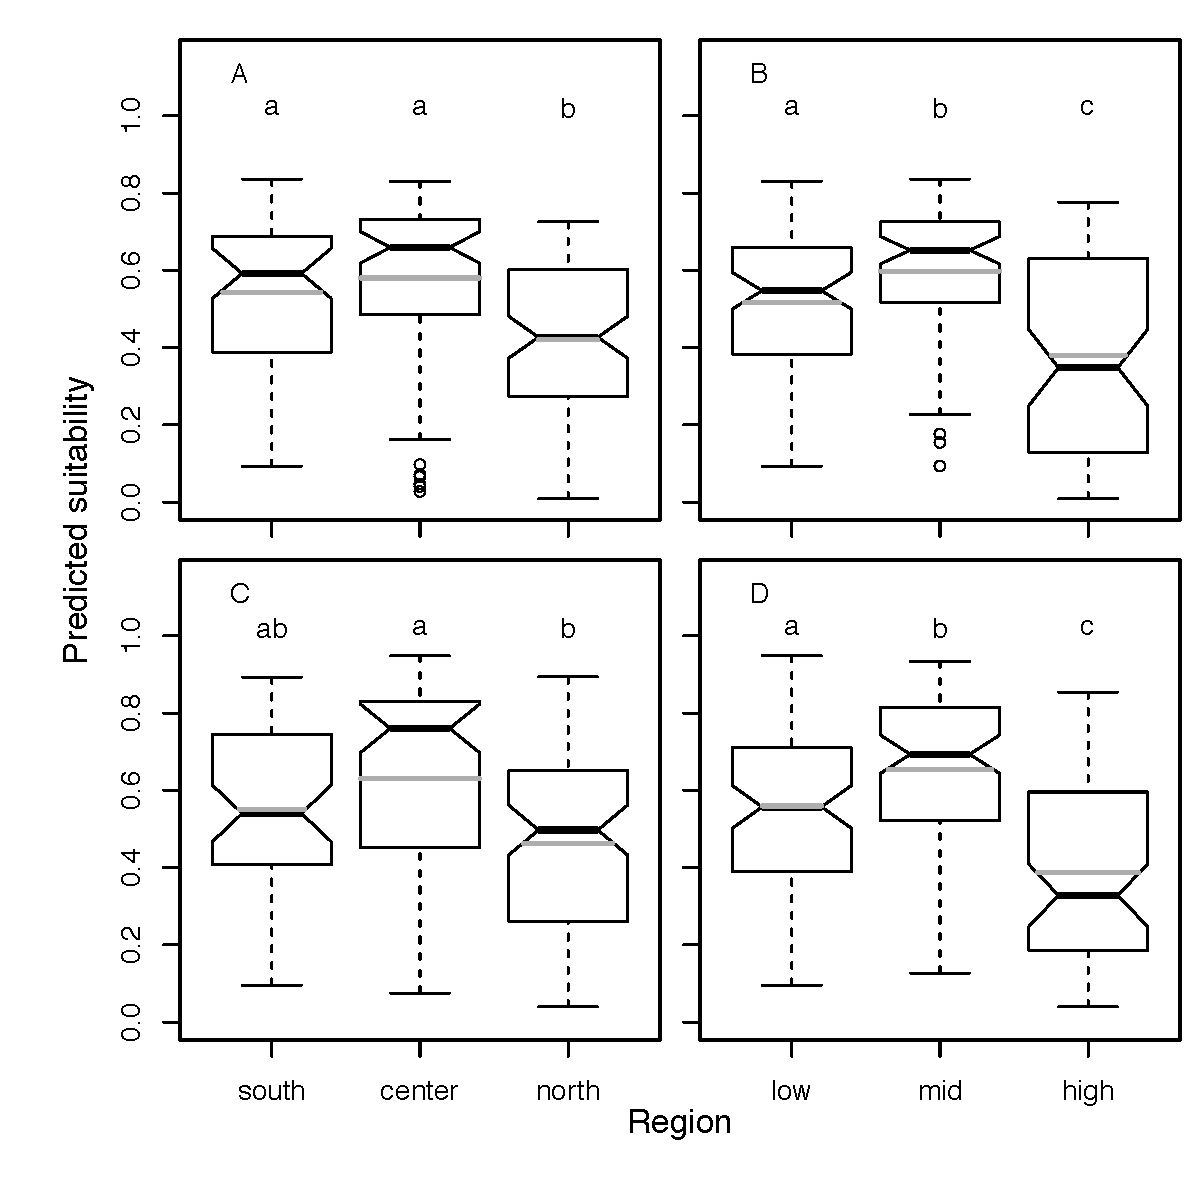 A
a a b
B
a b c
1.0
0.8
0.6
0.4
0.2
0.0
Predicted suitability
C
ab a b
D
a b c
1.0
0.8
0.6
0.4
0.2
0.0
south center north
low mid high
Region